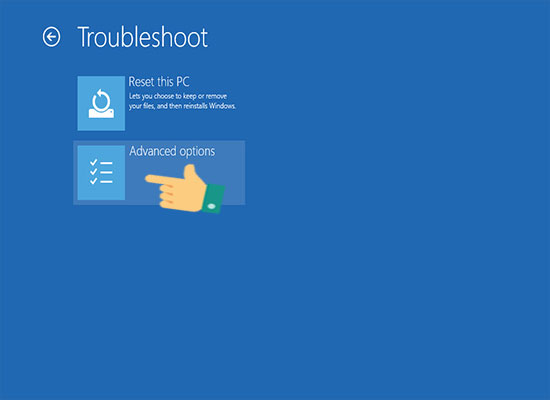 Troubleshoot
Reset this PC
Lets you choose to keep or remove
your files, and then reinstalls Windows.
Advanced options